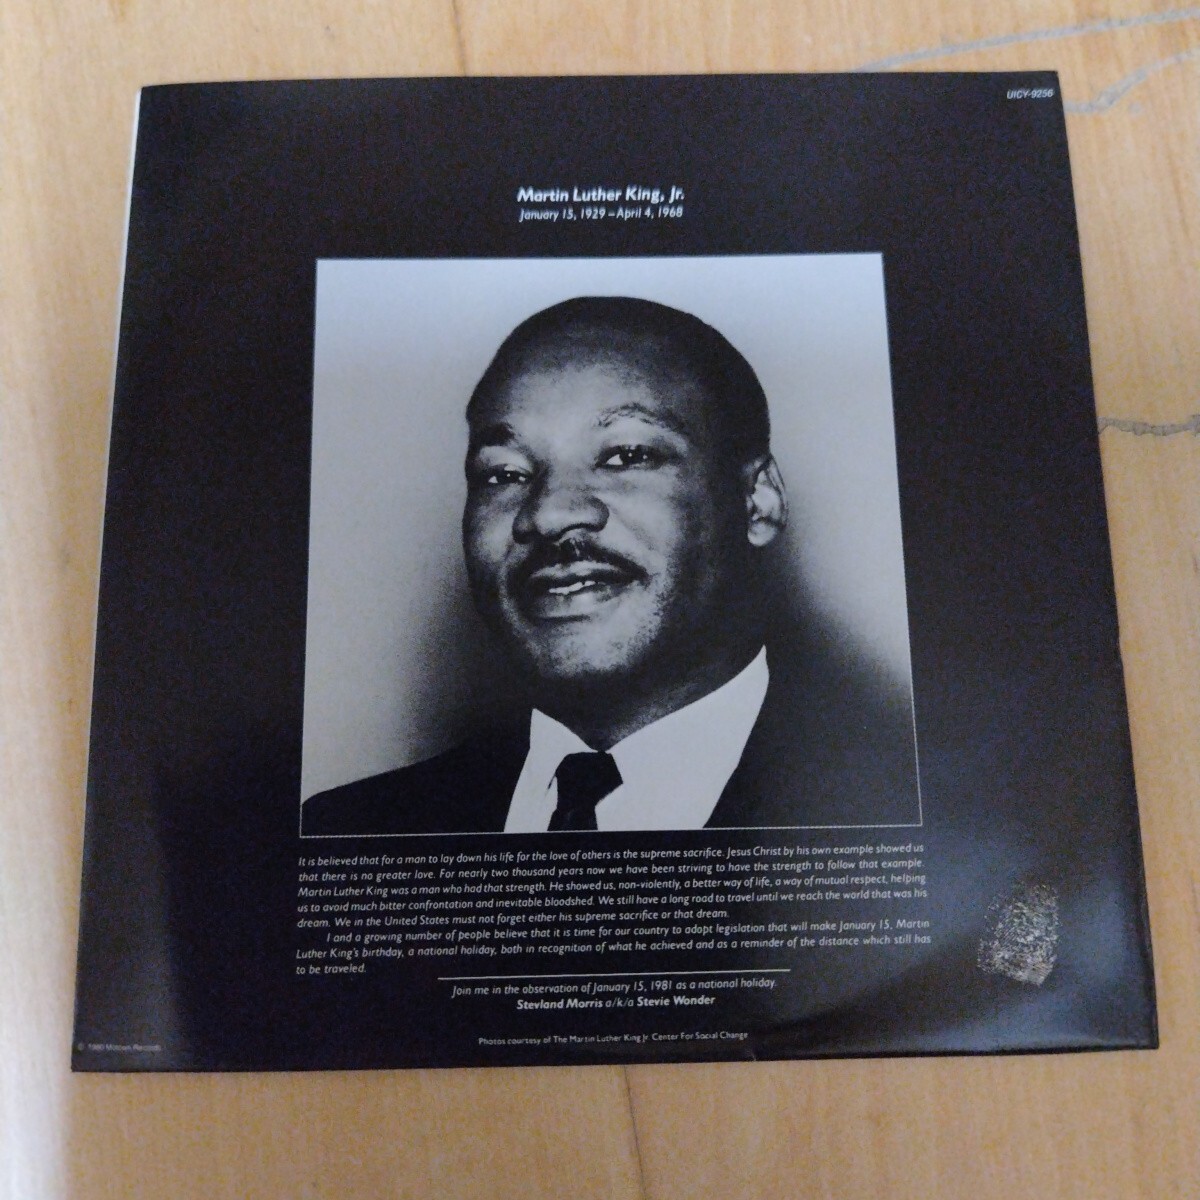 UICY-9256
Martin Luther King, Jr.
January 15, 1929 – April 4, 1968
It is believed that for a man to lay down his life for the love of others is the supreme sacrifice. Jesus Christ by his own example showed us
that there is no greater love. For nearly two thousand years now we have been striving to have the strength to follow that example.
Martin Luther King was a man who had that strength. He showed us, non-violently, a better way of life, a way of mutual respect, helping
us to avoid much bitter confrontation and inevitable bloodshed. We still have a long road to travel until we reach the world that was his
dream. We in the United States must not forget either his supreme sacrifice or that dream.
I and a growing number of people believe that it is time for our country to adopt legislation that will make January 15, Martin
Luther King's birthday, a national holiday, both in recognition of what he achieved and as a reminder of the distance which still has
to be traveled.
Join me in the observation of January 15, 1981 as a national holiday.
Stevland Morris a/k/a Stevie Wonder
Photos courtesy of The Martin Luther King Jr. Center For Social Change
© 1980 Motown Records